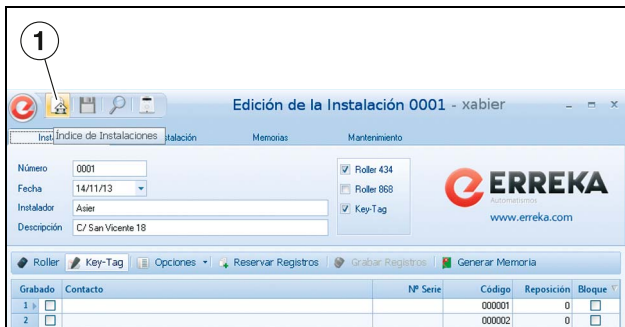 1
Edición de la Instalación 0001 - xabier
Índice de Instalaciones
Inst
stalación
Memorias
Mantenimiento
Número
0001
Fecha
14/11/13
Instalador
Asier
Descripción
C/ San Vicente 18
Roller 434
Roller 868
Key-Tag
ERREKA
Automatismos
www.erreka.com
Roller
Key-Tag
Opciones
Reservar Registros
Grabar Registros
Generar Memoria
Grabado
Contacto
Nº Serie
Código
Reposición
Bloque
1
000001
0
2
000002
0